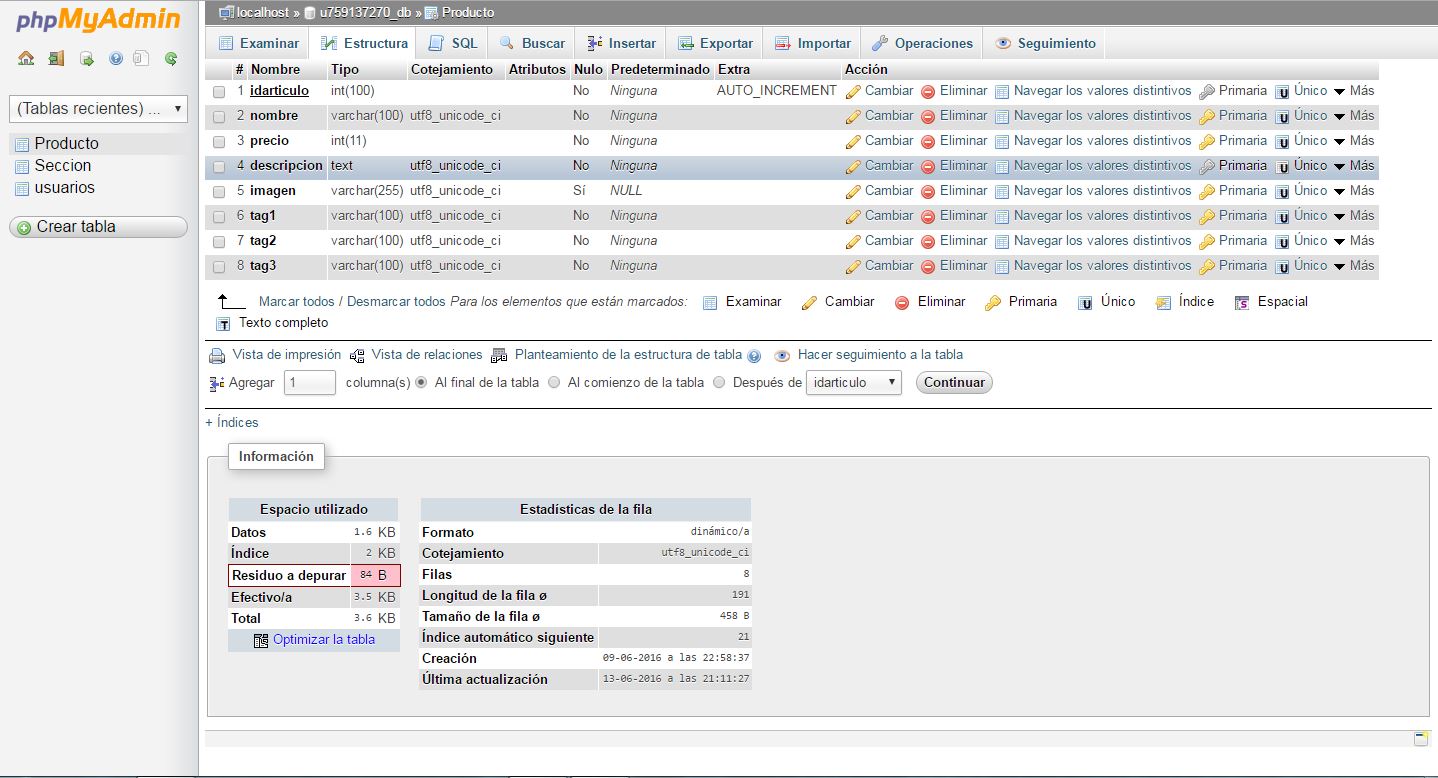 phpMyAdmin
(Tablas recientes) ...
Producto
Seccion
usuarios
Crear tabla
localhost » u759137270_db » Producto
Examinar Estructura SQL Buscar Insertar Exportar Importar Operaciones Seguimiento
# Nombre Tipo Cotejamiento Atributos Nulo Predeterminado Extra Acción
1 idarticulo int(100) No Ninguna AUTO_INCREMENT Cambiar Eliminar Navegar los valores distintivos Primaria Único Más
2 nombre varchar(100) utf8_unicode_ci No Ninguna Cambiar Eliminar Navegar los valores distintivos Primaria Único Más
3 precio int(11) No Ninguna Cambiar Eliminar Navegar los valores distintivos Primaria Único Más
4 descripcion text utf8_unicode_ci No Ninguna Cambiar Eliminar Navegar los valores distintivos Primaria Único Más
5 imagen varchar(255) utf8_unicode_ci Sí NULL Cambiar Eliminar Navegar los valores distintivos Primaria Único Más
6 tag1 varchar(100) utf8_unicode_ci No Ninguna Cambiar Eliminar Navegar los valores distintivos Primaria Único Más
7 tag2 varchar(100) utf8_unicode_ci No Ninguna Cambiar Eliminar Navegar los valores distintivos Primaria Único Más
8 tag3 varchar(100) utf8_unicode_ci No Ninguna Cambiar Eliminar Navegar los valores distintivos Primaria Único Más
Marcar todos / Desmarcar todos Para los elementos que están marcados: Examinar Cambiar Eliminar Primaria Único Índice Espacial
Texto completo
Vista de impresión Vista de relaciones Planteamiento de la estructura de tabla Hacer seguimiento a la tabla
Agregar 1 columna(s) Al final de la tabla Al comienzo de la tabla Después de idarticulo Continuar
+ Índices
Información
Espacio utilizado
Datos 1.6 KB
Índice 2 KB
Residuo a depurar 84 B
Efectivo/a 3.5 KB
Total 3.6 KB
Optimizar la tabla
Estadísticas de la fila
Formato dinámico/a
Cotejamiento utf8_unicode_ci
Filas 8
Longitud de la fila ø 191
Tamaño de la fila ø 458 B
Índice automático siguiente 21
Creación 09-06-2016 a las 22:58:37
Última actualización 13-06-2016 a las 21:11:27